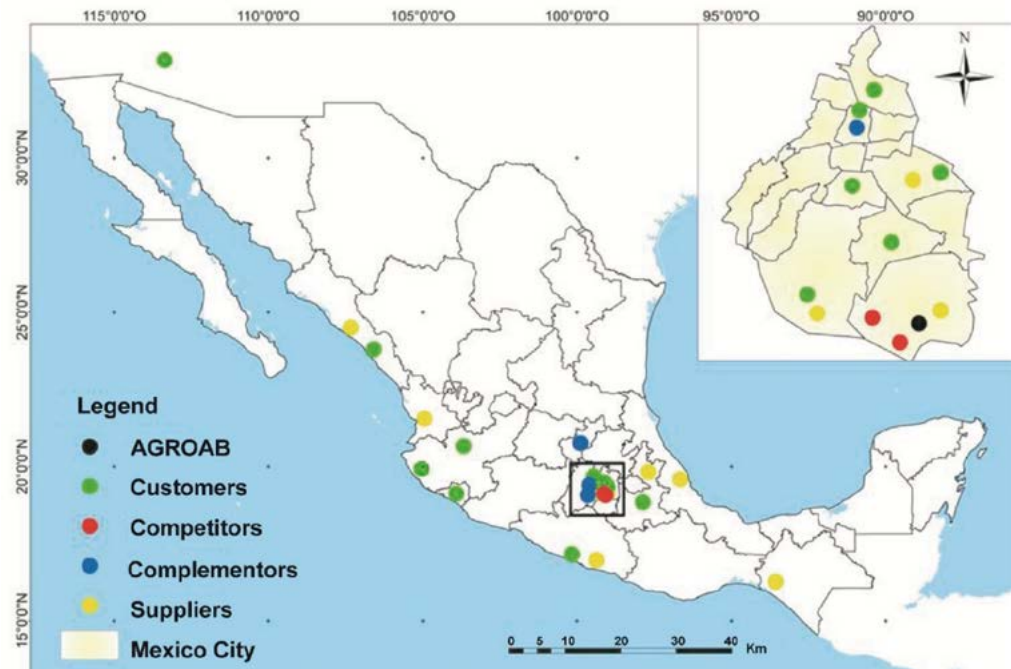 115°0'0"O
110°0'0"O
105°0'0"O
100°0'0"O
95°0'0"O
90°0'0"O
N
30°0'0"N
25°0'0"N
20°0'0"N
15°0'0"N
Legend
AGROAB
Customers
Competitors
Complementors
Suppliers
Mexico City
0 5 10 20 30 40 Km